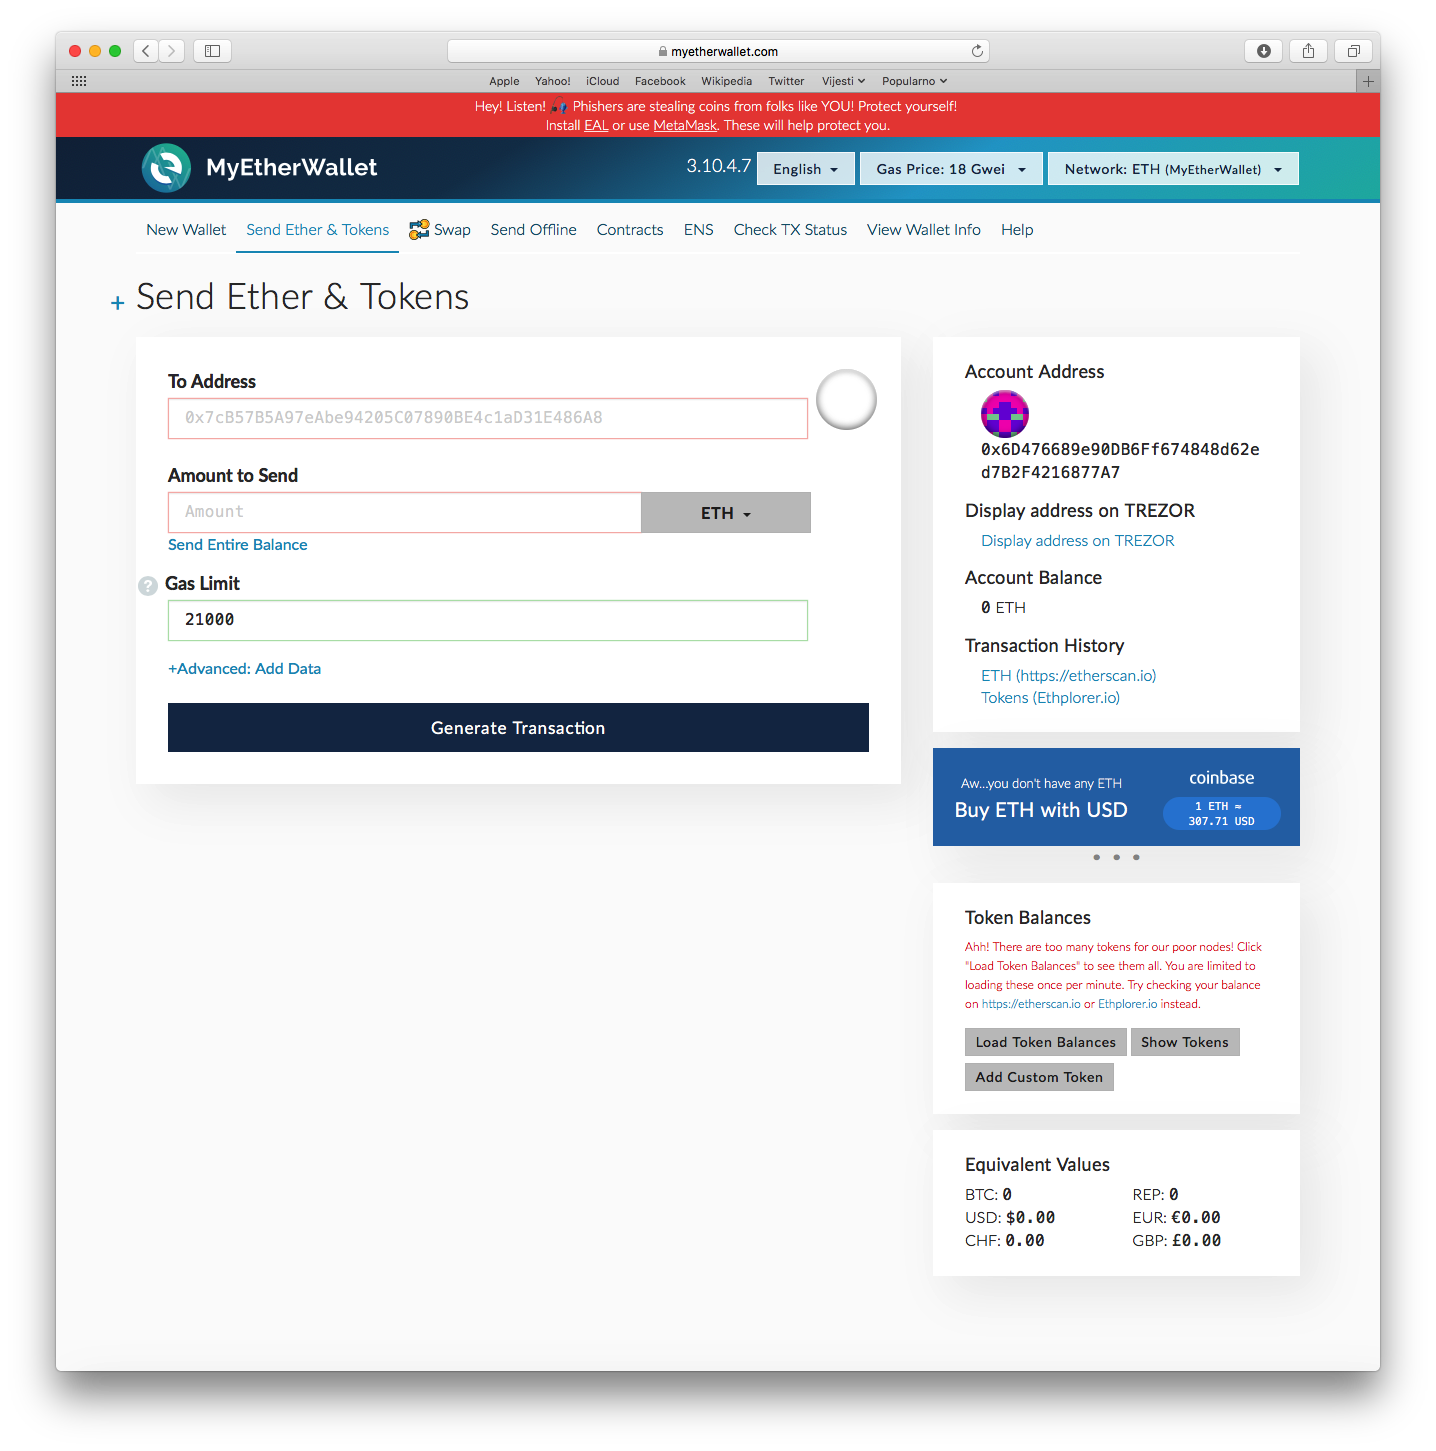 myetherwallet.com
Apple Yahoo! iCloud Facebook Wikipedia Twitter Vijesti Popularno
Hey! Listen! Phishers are stealing coins from folks like YOU! Protect yourself!
Install EAL or use MetaMask. These will help protect you.
MyEtherWallet
3.10.4.7 English Gas Price: 18 Gwei Network: ETH (MyEtherWallet)
New Wallet Send Ether & Tokens Swap Send Offline Contracts ENS Check TX Status View Wallet Info Help
+ Send Ether & Tokens
To Address
0x7cB57B5A97eAbe94205C07890BE4c1aD31E486A8
Amount to Send
Amount ETH
Send Entire Balance
? Gas Limit
21000
+Advanced: Add Data
Generate Transaction
Account Address
0x6D476689e90DB6Ff674848d62e
d7B2F4216877A7
Display address on TREZOR
Display address on TREZOR
Account Balance
0 ETH
Transaction History
ETH (https://etherscan.io)
Tokens (Ethplorer.io)
Aw...you don't have any ETH
Buy ETH with USD
coinbase
1 ETH ≈
307.71 USD
Token Balances
Ahh! There are too many tokens for our poor nodes! Click
"Load Token Balances" to see them all. You are limited to
loading these once per minute. Try checking your balance
on https://etherscan.io or Ethplorer.io instead.
Load Token Balances Show Tokens
Add Custom Token
Equivalent Values
BTC: 0 REP: 0
USD: $0.00 EUR: €0.00
CHF: 0.00 GBP: £0.00